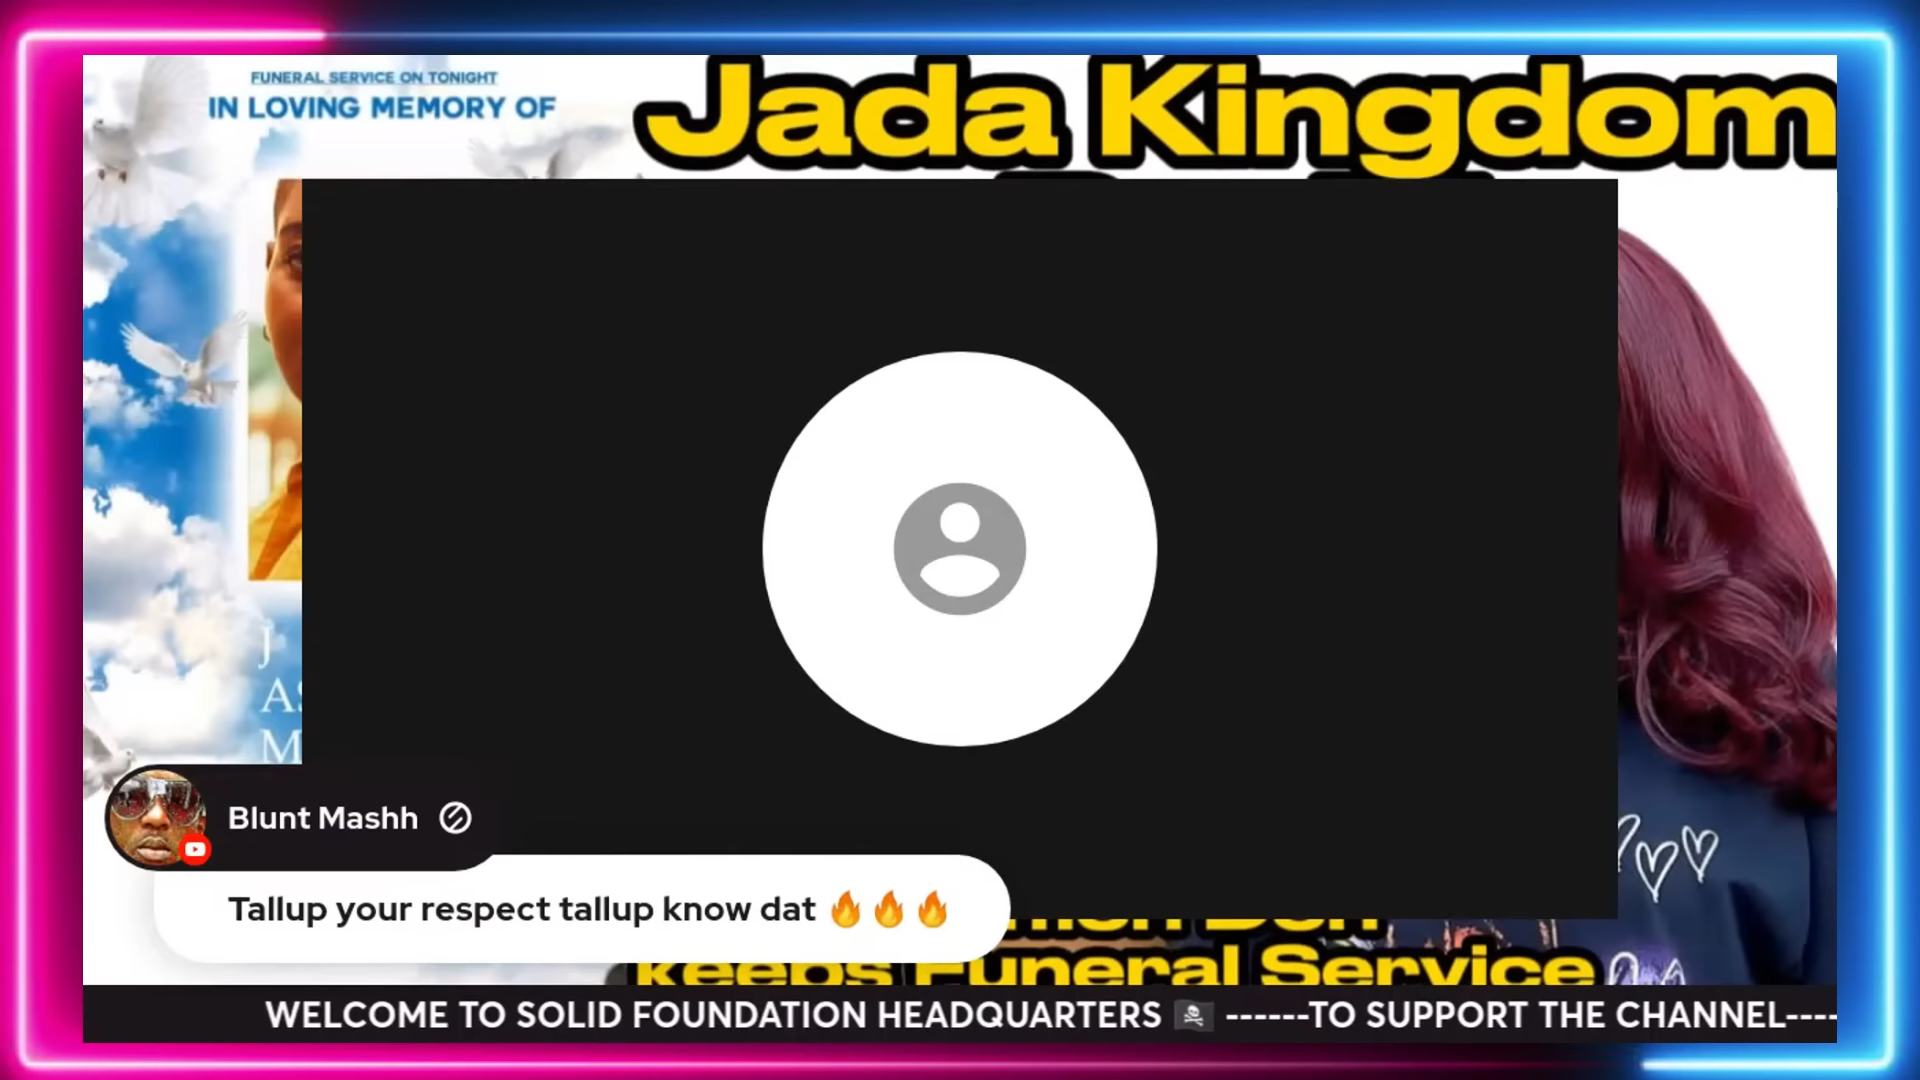 FUNERAL SERVICE ON TONIGHT
IN LOVING MEMORY OF
Jada Kingdom
J
AS
M
Blunt Mashh
Tallup your respect tallup know dat 🔥🔥🔥
keeps Funeral Service
WELCOME TO SOLID FOUNDATION HEADQUARTERS 🏴‍☠️ ------TO SUPPORT THE CHANNEL----